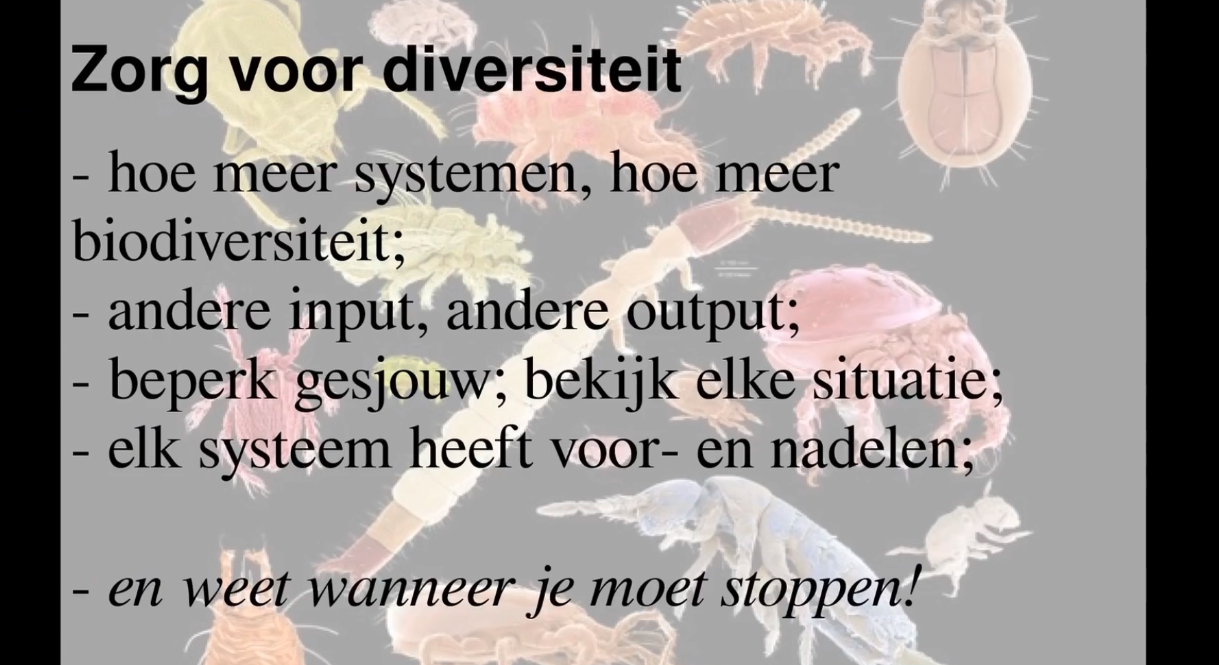 Zorg voor diversiteit
- hoe meer systemen, hoe meer
biodiversiteit;
- andere input, andere output;
- beperk gesjouw; bekijk elke situatie;
- elk systeem heeft voor- en nadelen;
- en weet wanneer je moet stoppen!